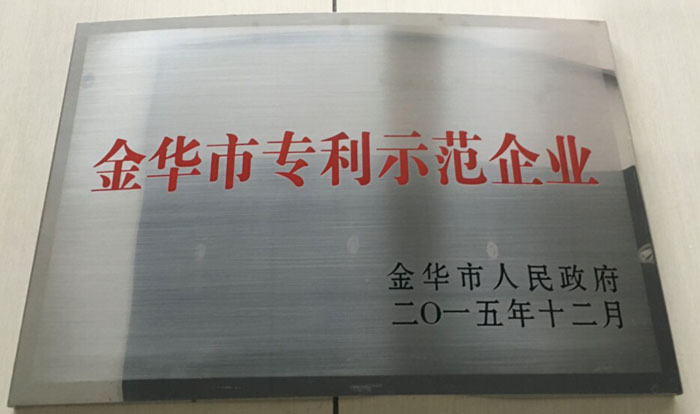 金华市专利示范企业
金华市人民政府
二〇一五年十二月